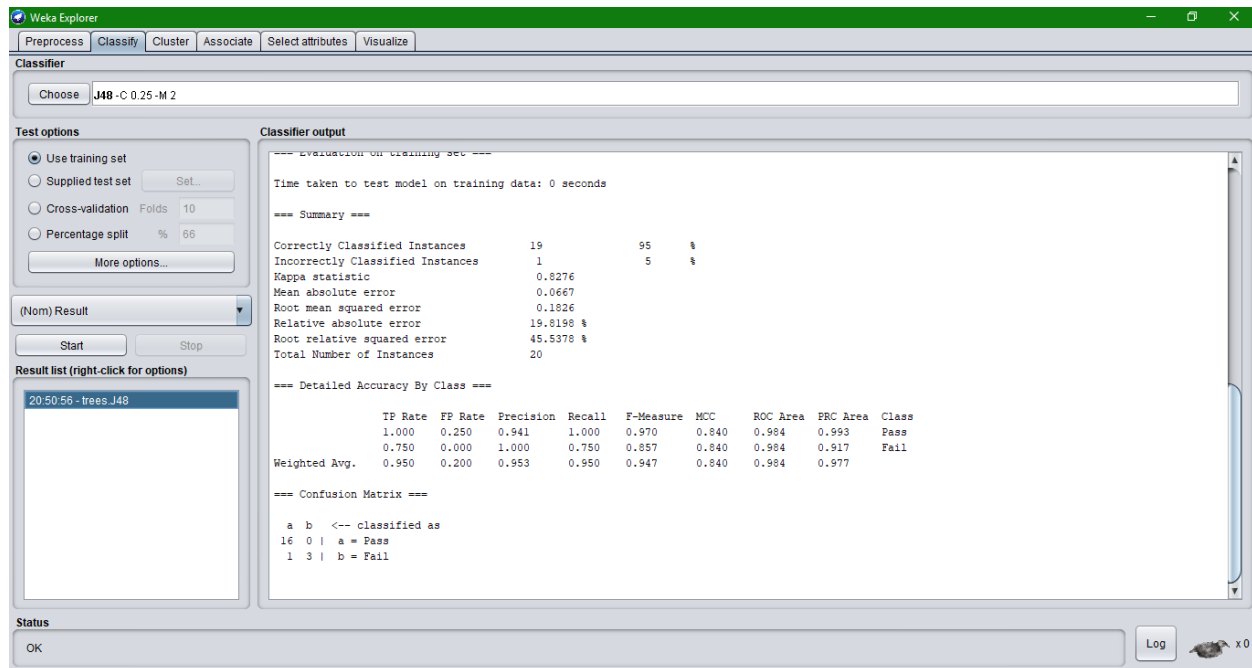 Weka Explorer
Preprocess Classify Cluster Associate Select attributes Visualize
Classifier
Choose J48 -C 0.25 -M 2
Test options
Use training set
Supplied test set Set...
Cross-validation Folds 10
Percentage split % 66
More options...
(Nom) Result
Start Stop
Result list (right-click for options)
20:50:56 - trees.J48
Classifier output
=== Evaluation on training set ===
Time taken to test model on training data: 0 seconds
=== Summary ===
Correctly Classified Instances 19 95 %
Incorrectly Classified Instances 1 5 %
Kappa statistic 0.8276
Mean absolute error 0.0667
Root mean squared error 0.1826
Relative absolute error 19.8198 %
Root relative squared error 45.5378 %
Total Number of Instances 20
=== Detailed Accuracy By Class ===
TP Rate FP Rate Precision Recall F-Measure MCC ROC Area PRC Area Class
1.000 0.250 0.941 1.000 0.970 0.840 0.984 0.993 Pass
0.750 0.000 1.000 0.750 0.857 0.840 0.984 0.917 Fail
Weighted Avg. 0.950 0.200 0.953 0.950 0.947 0.840 0.984 0.977
=== Confusion Matrix ===
a b <-- classified as
16 0 | a = Pass
1 3 | b = Fail
Status
OK
Log x 0